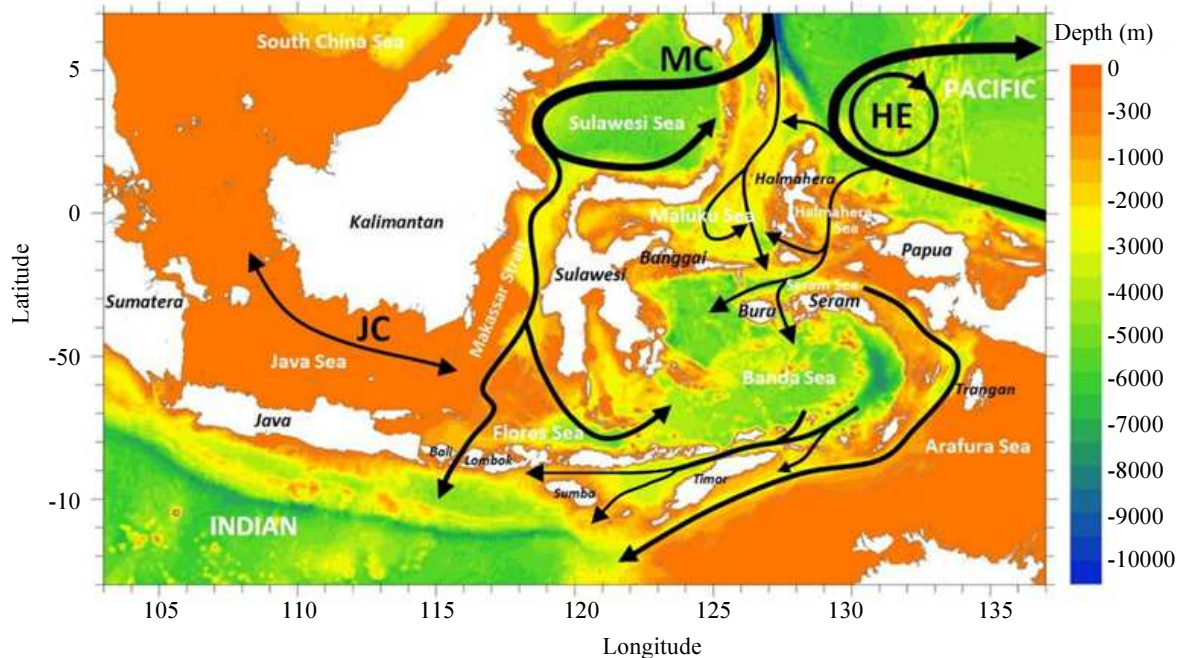 South China Sea
MC
PACIFIC
HE
Sulawesi Sea
Halmahera
Kalimantan
Maluku Sea
Halmahera
Sea
Papua
Banggai
Sulawesi
Makassar Strait
Seram Sea
Seram
Bura
Sumatera
JC
Java Sea
Banda Sea
Trangan
Java
Flores Sea
Arafura Sea
Bali
Lombok
Timor
Sumba
INDIAN
Depth (m)
0
-300
-1000
-2000
-3000
-4000
-5000
-6000
-7000
-8000
-9000
-10000
Latitude
5
0
-5
-10
105
110
115
120
125
130
135
Longitude